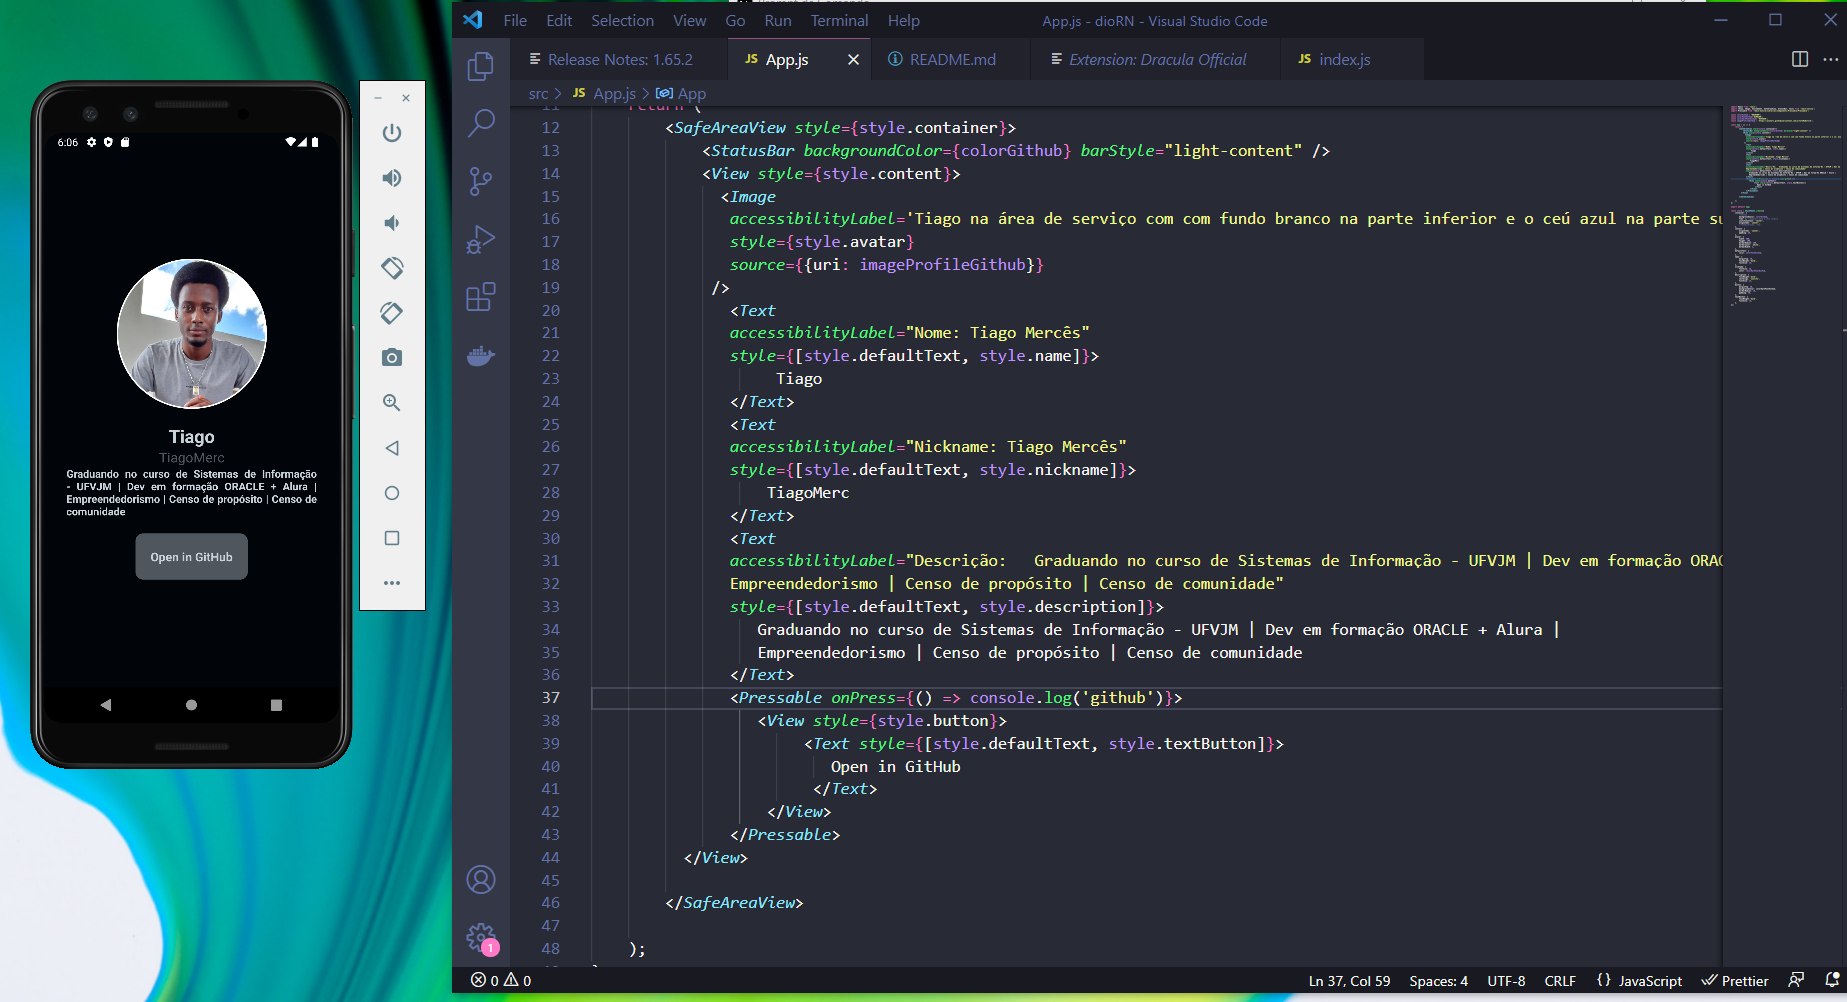 6:06
Tiago
TiagoMerc
Graduando no curso de Sistemas de Informação
- UFVJM | Dev em formação ORACLE + Alura |
Empreendedorismo | Censo de propósito | Censo de
comunidade
Open in GitHub
File Edit Selection View Go Run Terminal Help
App.js - dioRN - Visual Studio Code
Release Notes: 1.65.2
JS App.js
README.md
Extension: Dracula Official
JS index.js
src > JS App.js > App
11 return (
12 <SafeAreaView style={style.container}>
13 <StatusBar backgroundColor={colorGithub} barStyle="light-content" />
14 <View style={style.content}>
15 <Image
16 accessibilityLabel='Tiago na área de serviço com com fundo branco na parte inferior e o ceú azul na parte su
17 style={style.avatar}
18 source={{uri: imageProfileGithub}}
19 />
20 <Text
21 accessibilityLabel="Nome: Tiago Mercês"
22 style={[style.defaultText, style.name]}>
23 Tiago
24 </Text>
25 <Text
26 accessibilityLabel="Nickname: Tiago Mercês"
27 style={[style.defaultText, style.nickname]}>
28 TiagoMerc
29 </Text>
30 <Text
31 accessibilityLabel="Descrição:   Graduando no curso de Sistemas de Informação - UFVJM | Dev em formação ORAC
32 Empreendedorismo | Censo de propósito | Censo de comunidade"
33 style={[style.defaultText, style.description]}>
34 Graduando no curso de Sistemas de Informação - UFVJM | Dev em formação ORACLE + Alura |
35 Empreendedorismo | Censo de propósito | Censo de comunidade
36 </Text>
37 <Pressable onPress={() => console.log('github')}>
38 <View style={style.button}>
39 <Text style={[style.defaultText, style.textButton]}>
40 Open in GitHub
41 </Text>
42 </View>
43 </Pressable>
44 </View>
45
46 </SafeAreaView>
47
48 );
1
0 0
Ln 37, Col 59
Spaces: 4
UTF-8
CRLF
{} JavaScript
Prettier